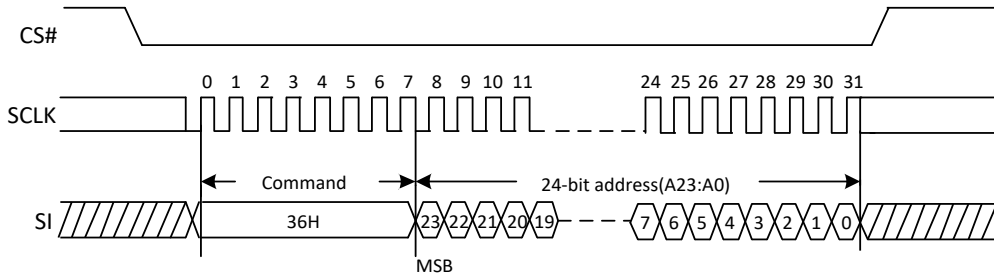 CS#
0 1 2 3 4 5 6 7 8 9 10 11 24 25 26 27 28 29 30 31
SCLK
Command 24-bit address(A23:A0)
SI 36H 23 22 21 20 19 7 6 5 4 3 2 1 0
MSB